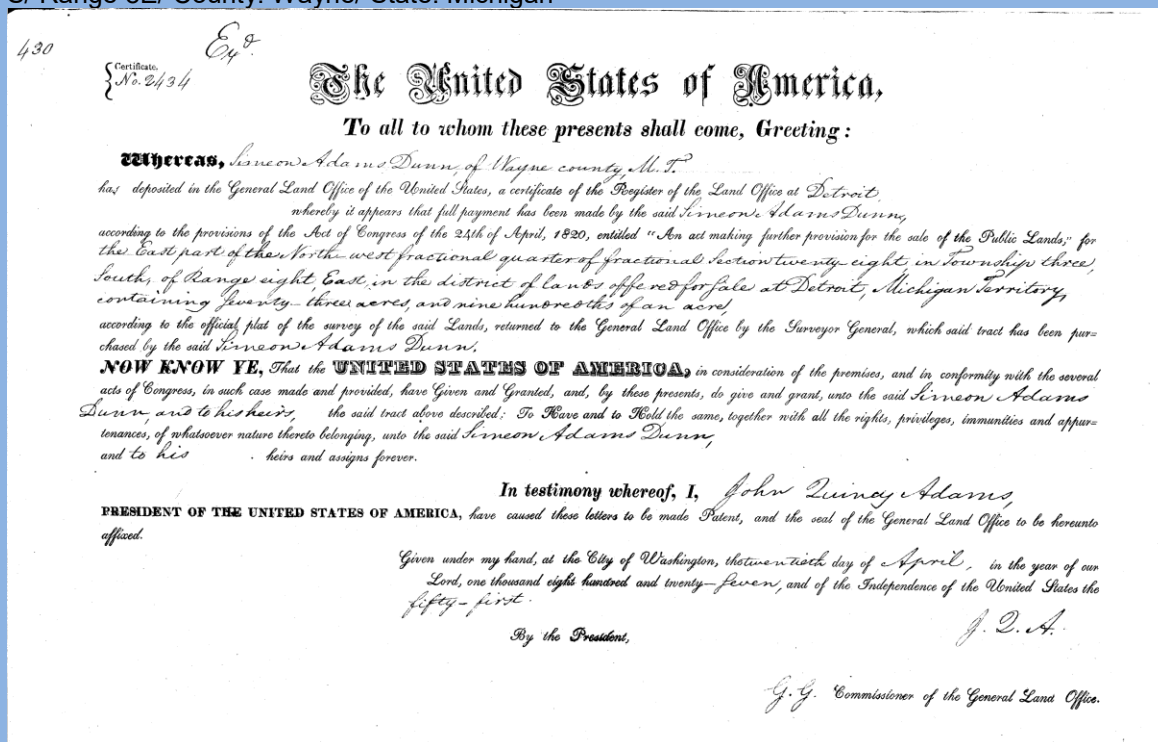 S/ Range 8E/ County: Wayne/ State: Michigan
430
Exd.
Certificate.
No. 2434
The United States of America,
To all to whom these presents shall come, Greeting:
Whereas, Simeon Adams Dunn, of Wayne county, M. T.
has deposited in the General Land Office of the United States, a certificate of the Register of the Land Office at Detroit
whereby it appears that full payment has been made by the said Simeon Adams Dunn,
according to the provisions of the Act of Congress of the 24th of April, 1820, entitled "An act making further provision for the sale of the Public Lands," for
the East part of the North west fractional quarter of fractional Section twenty eight in Township three,
South, of Range eight, East, in the district of lands offered for sale at Detroit, Michigan Territory,
containing seventy-three acres, and nine hundredths of an acre,
according to the official plat of the survey of the said Lands, returned to the General Land Office by the Surveyor General, which said tract has been pur=
chased by the said Simeon Adams Dunn.
NOW KNOW YE, That the UNITED STATES OF AMERICA, in consideration of the premises, and in conformity with the several
acts of Congress, in such case made and provided, have Given and Granted, and, by these presents, do give and grant, unto the said Simeon Adams
Dunn, and to his heirs, the said tract above described: To Have and to Hold the same, together with all the rights, privileges, immunities and appur=
tenances, of whatsoever nature thereto belonging, unto the said Simeon Adams Dunn,
and to his heirs and assigns forever.
In testimony whereof, I, John Quincy Adams,
PRESIDENT OF THE UNITED STATES OF AMERICA, have caused these letters to be made Patent, and the seal of the General Land Office to be hereunto
affixed.
Given under my hand, at the City of Washington, the twentieth day of April, in the year of our
Lord, one thousand eight hundred and twenty-seven, and of the Independence of the United States the
fifty-first.
By the President,
J. Q. A.
G. G. Commissioner of the General Land Office.